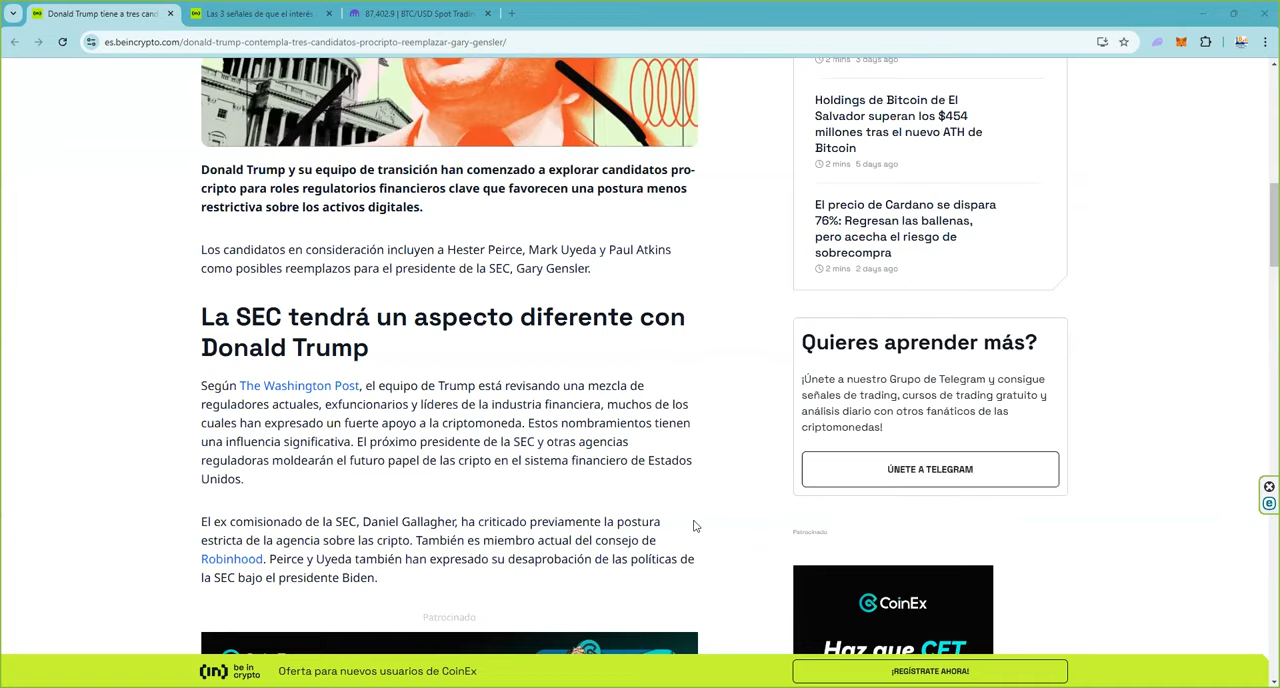 Donald Trump tiene a tres cand
Las 3 señales de que el interés
87,402.9 | BTC/USD Spot Tradin
es.beincrypto.com/donald-trump-contempla-tres-candidatos-procripto-reemplazar-gary-gensler/
Donald Trump y su equipo de transición han comenzado a explorar candidatos pro-
cripto para roles regulatorios financieros clave que favorecen una postura menos
restrictiva sobre los activos digitales.
Los candidatos en consideración incluyen a Hester Peirce, Mark Uyeda y Paul Atkins
como posibles reemplazos para el presidente de la SEC, Gary Gensler.
La SEC tendrá un aspecto diferente con
Donald Trump
Según The Washington Post, el equipo de Trump está revisando una mezcla de
reguladores actuales, exfuncionarios y líderes de la industria financiera, muchos de los
cuales han expresado un fuerte apoyo a la criptomoneda. Estos nombramientos tienen
una influencia significativa. El próximo presidente de la SEC y otras agencias
reguladoras moldearán el futuro papel de las cripto en el sistema financiero de Estados
Unidos.
El ex comisionado de la SEC, Daniel Gallagher, ha criticado previamente la postura
estricta de la agencia sobre las cripto. También es miembro actual del consejo de
Robinhood. Peirce y Uyeda también han expresado su desaprobación de las políticas de
la SEC bajo el presidente Biden.
Patrocinado
2 mins 3 days ago
Holdings de Bitcoin de El
Salvador superan los $454
millones tras el nuevo ATH de
Bitcoin
2 mins 5 days ago
El precio de Cardano se dispara
76%: Regresan las ballenas,
pero acecha el riesgo de
sobrecompra
2 mins 2 days ago
Quieres aprender más?
¡Únete a nuestro Grupo de Telegram y consigue
señales de trading, cursos de trading gratuito y
análisis diario con otros fanáticos de las
criptomonedas!
ÚNETE A TELEGRAM
Patrocinado
CoinEx
Haz que CET
(in) be in crypto
Oferta para nuevos usuarios de CoinEx
¡REGÍSTRATE AHORA!